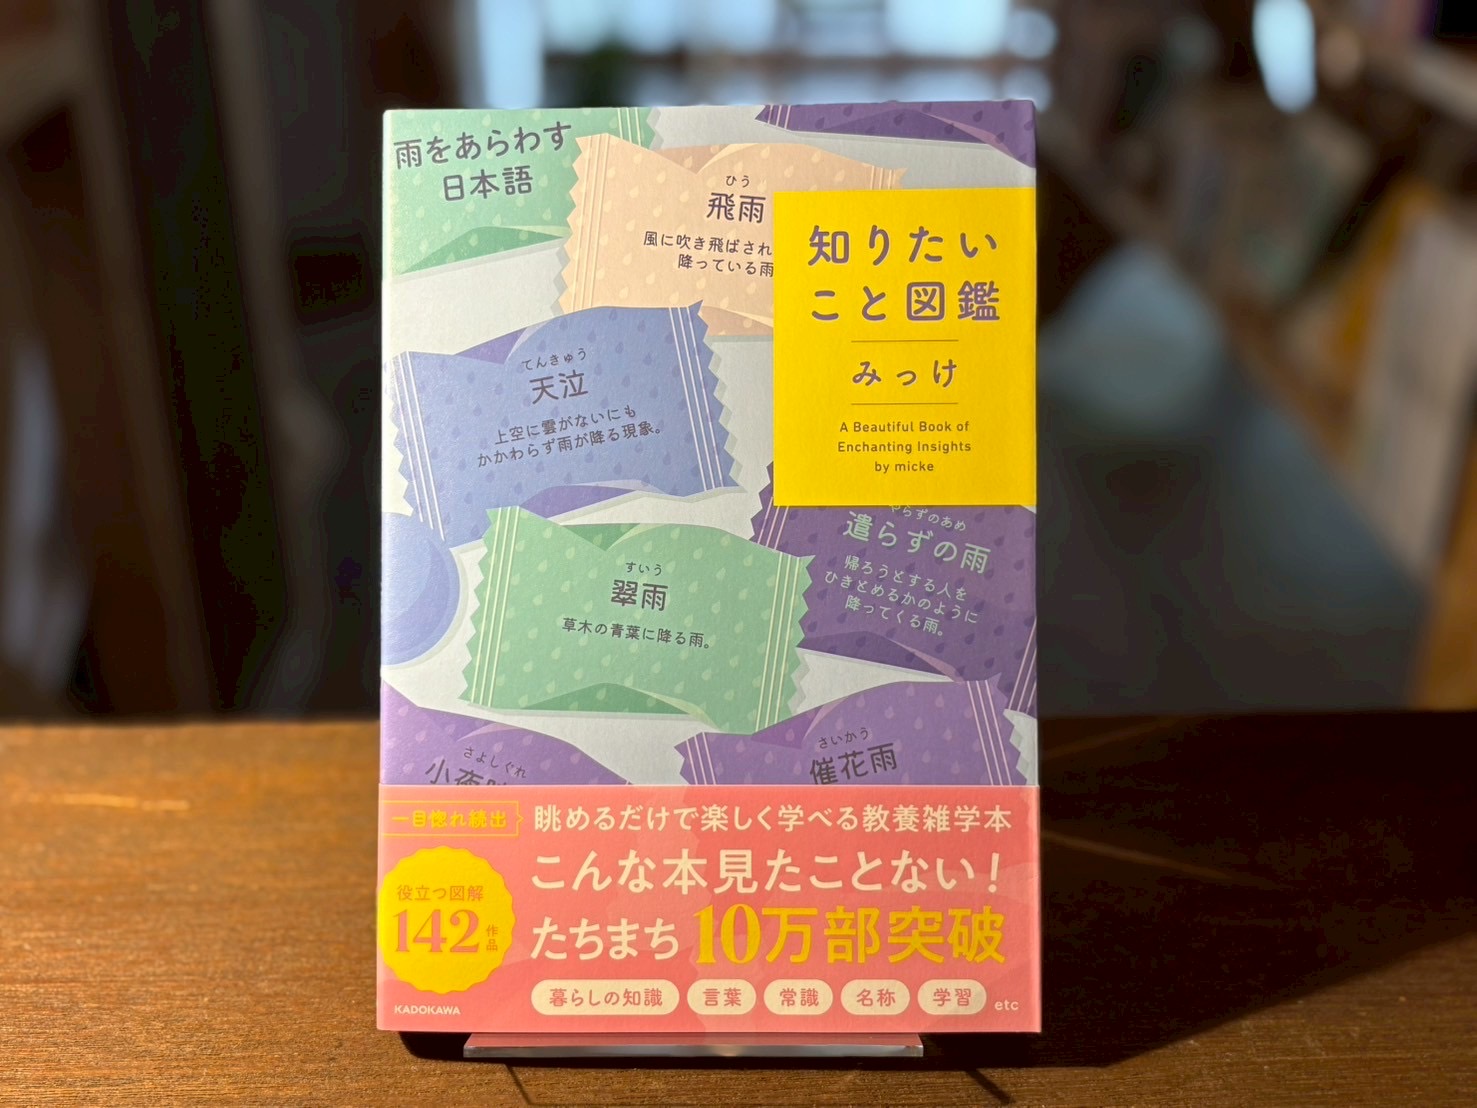 雨をあらわす
日本語
ひう
飛雨
風に吹き飛ばされ
降っている雨
知りたい
こと図鑑
みっけ
A Beautiful Book of
Enchanting Insights
by micke
てんきゅう
天泣
上空に雲がないにも
かかわらず雨が降る現象。
やらずのあめ
遣らずの雨
帰ろうとする人を
ひきとめるかのように
降ってくる雨。
すいう
翠雨
草木の青葉に降る雨。
さよしぐれ
小夜
さいかう
催花雨
一目惚れ続出
眺めるだけで楽しく学べる教養雑学本
こんな本見たことない!
たちまち10万部突破
役立つ図解
142作品
暮らしの知識 言葉 常識 名称 学習 etc
KADOKAWA